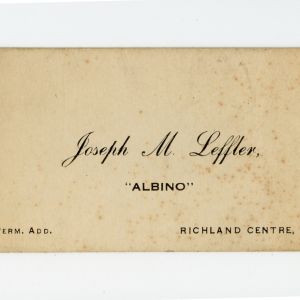 Joseph M. Leffler,
"ALBINO"
ERM. ADD. RICHLAND CENTRE,